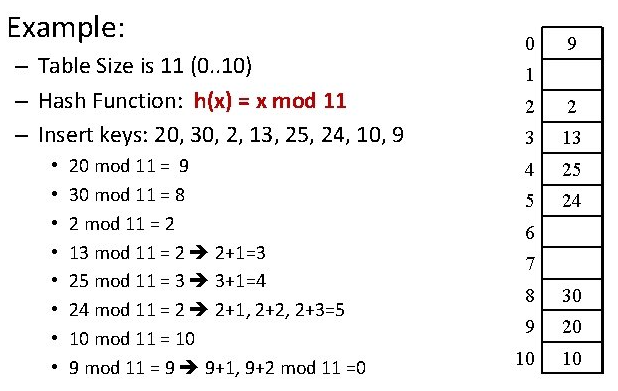 Example:
– Table Size is 11 (0..10)
– Hash Function: h(x) = x mod 11
– Insert keys: 20, 30, 2, 13, 25, 24, 10, 9
• 20 mod 11 = 9
• 30 mod 11 = 8
• 2 mod 11 = 2
• 13 mod 11 = 2 ➔ 2+1=3
• 25 mod 11 = 3 ➔ 3+1=4
• 24 mod 11 = 2 ➔ 2+1, 2+2, 2+3=5
• 10 mod 11 = 10
• 9 mod 11 = 9 ➔ 9+1, 9+2 mod 11 =0
0 9
1
2 2
3 13
4 25
5 24
6
7
8 30
9 20
10 10